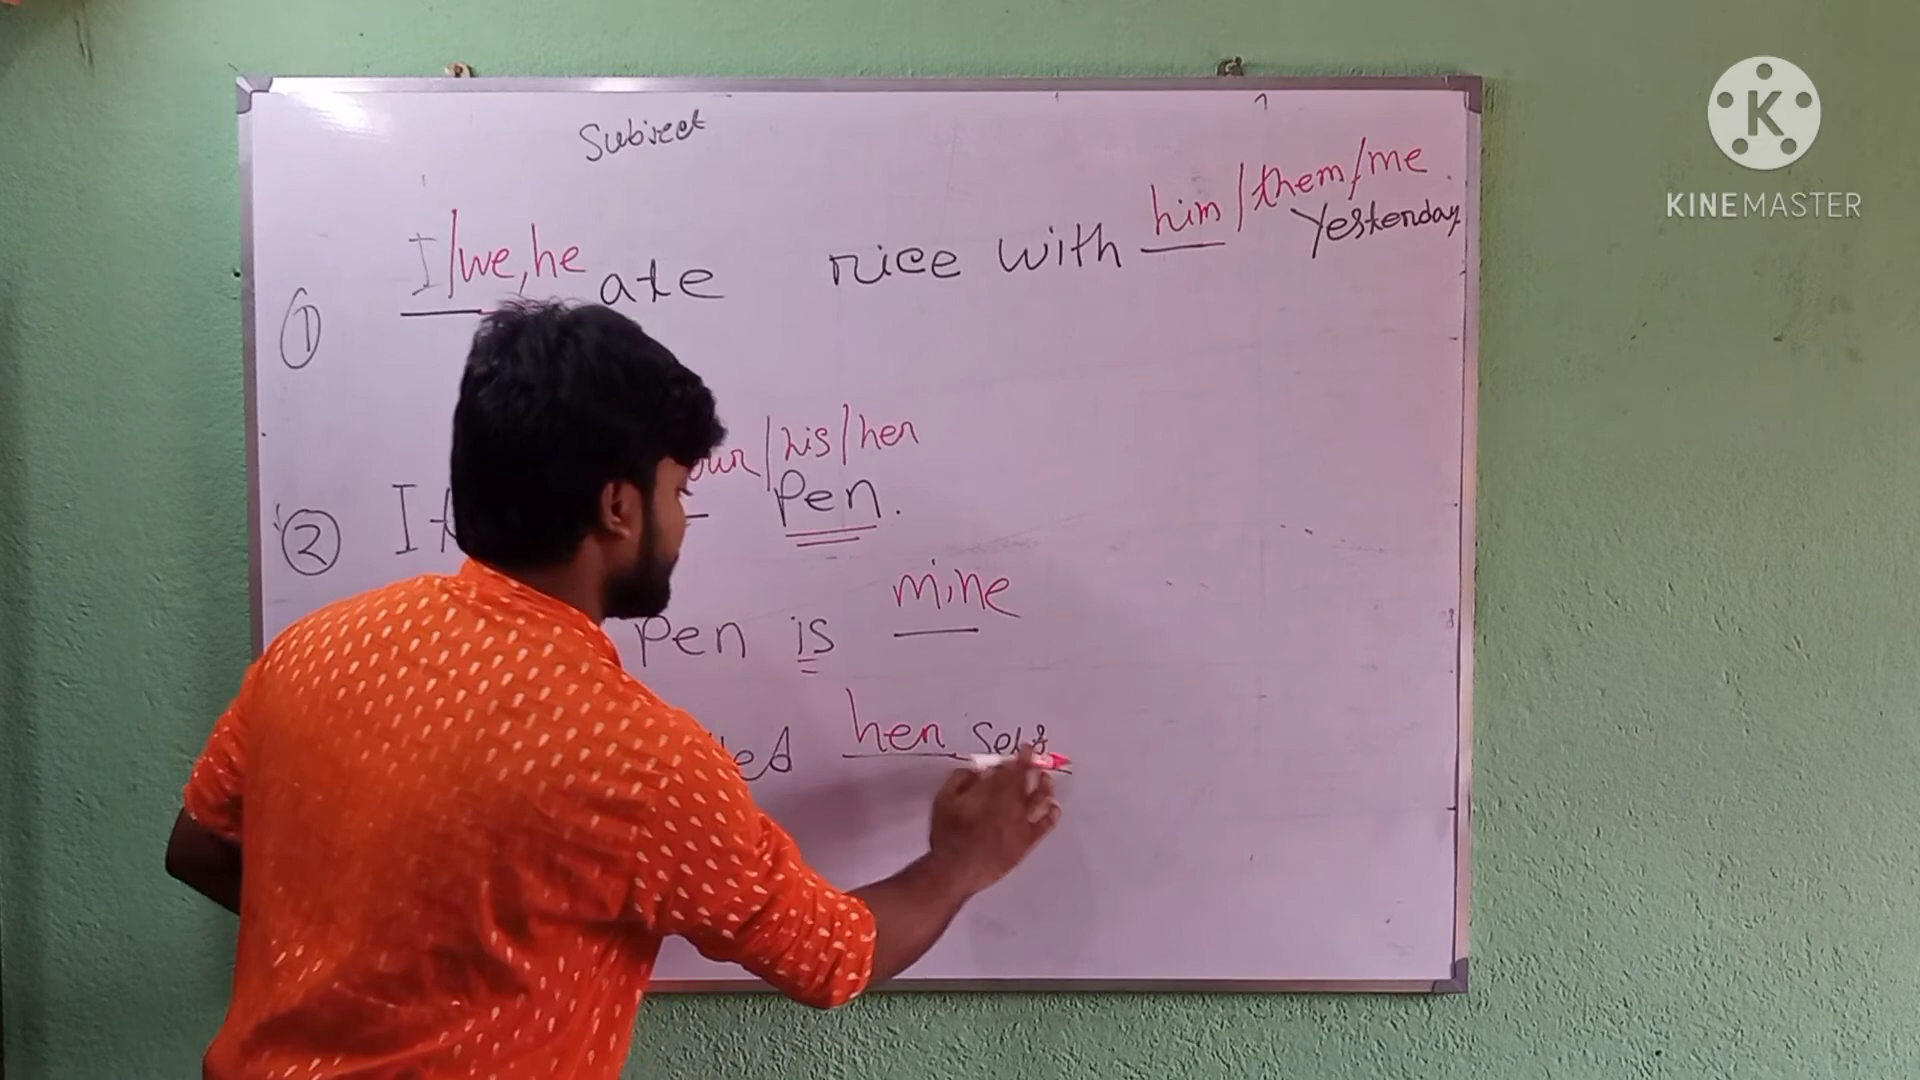 Subject
I/we, he ate rice with him/them/me yesterday.
①
our/his/her
② It Pen.
Pen is mine
her self
KINEMASTER